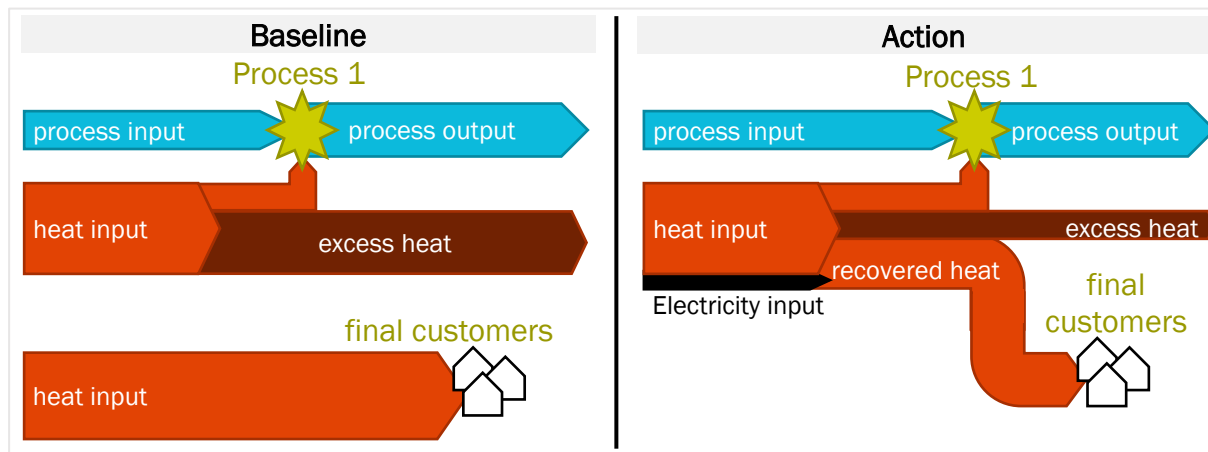 Baseline
Process 1
process input
process output
heat input
excess heat
final customers
heat input
Action
Process 1
process input
process output
heat input
excess heat
recovered heat
Electricity input
final
customers